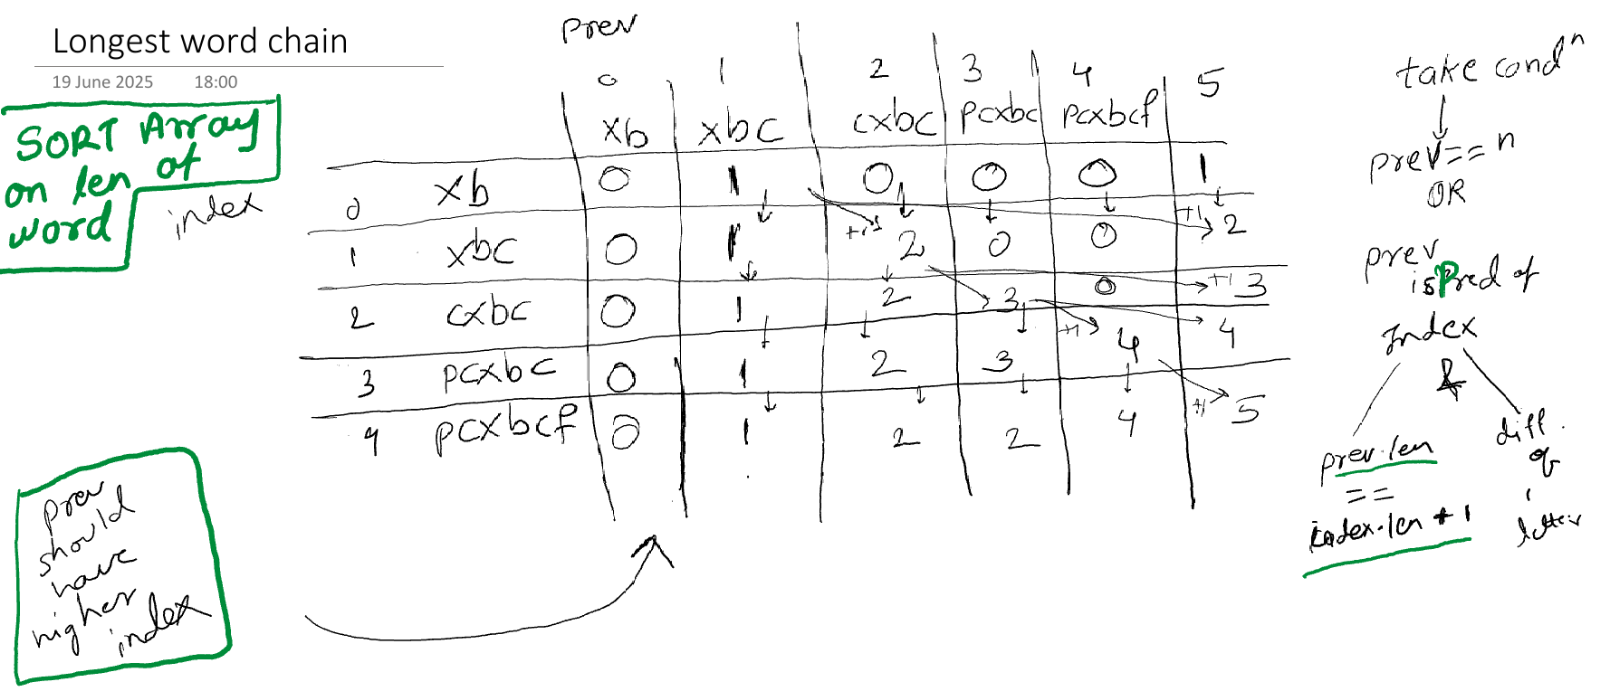 Longest word chain
19 June 2025 18:00
SORT Array
on len of
word
index
prev
0 1 2 3 4 5
xb xbc cxbc pcxbc pcxbcf
0 xb 0 1 0 0 0 1
+1 +1
1 xbc 0 1 2 0 0 2
2 cxbc 0 1 2 3 0 +1 3
3 pcxbc 0 1 2 3 +1 4 4
4 pcxbcf 0 1 2 2 4 +1 5
take condn
prev == n
OR
prev
isPred of
Index
&
prev.len
==
index.len + 1
diff.
of
1
letter
prev
should
have
higher
index